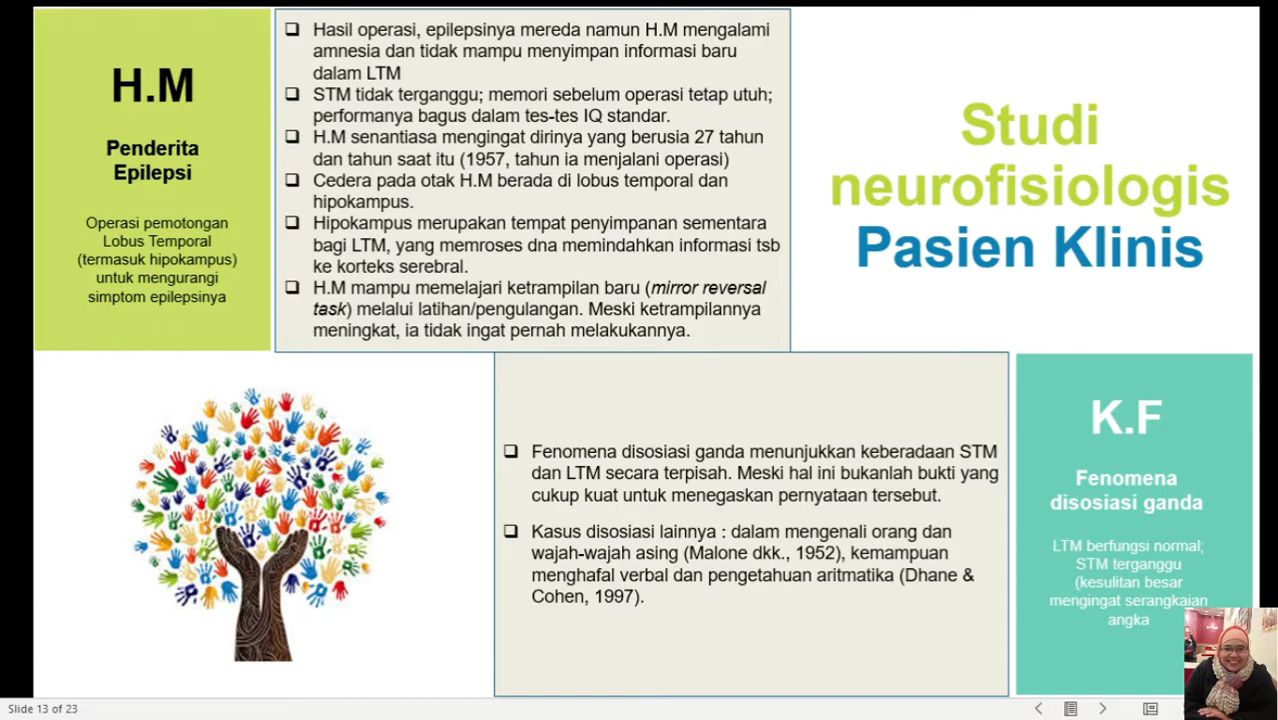 H.M
Penderita
Epilepsi
Operasi pemotongan
Lobus Temporal
(termasuk hipokampus)
untuk mengurangi
simptom epilepsinya
❑ Hasil operasi, epilepsinya mereda namun H.M mengalami
amnesia dan tidak mampu menyimpan informasi baru
dalam LTM
❑ STM tidak terganggu; memori sebelum operasi tetap utuh;
performanya bagus dalam tes-tes IQ standar.
❑ H.M senantiasa mengingat dirinya yang berusia 27 tahun
dan tahun saat itu (1957, tahun ia menjalani operasi)
❑ Cedera pada otak H.M berada di lobus temporal dan
hipokampus.
❑ Hipokampus merupakan tempat penyimpanan sementara
bagi LTM, yang memroses dna memindahkan informasi tsb
ke korteks serebral.
❑ H.M mampu memelajari ketrampilan baru (mirror reversal
task) melalui latihan/pengulangan. Meski ketrampilannya
meningkat, ia tidak ingat pernah melakukannya.
Studi
neurofisiologis
Pasien Klinis
❑ Fenomena disosiasi ganda menunjukkan keberadaan STM
dan LTM secara terpisah. Meski hal ini bukanlah bukti yang
cukup kuat untuk menegaskan pernyataan tersebut.
❑ Kasus disosiasi lainnya : dalam mengenali orang dan
wajah-wajah asing (Malone dkk., 1952), kemampuan
menghafal verbal dan pengetahuan aritmatika (Dhane &
Cohen, 1997).
K.F
Fenomena
disosiasi ganda
LTM berfungsi normal;
STM terganggu
(kesulitan besar
mengingat serangkaian
angka
Slide 13 of 23